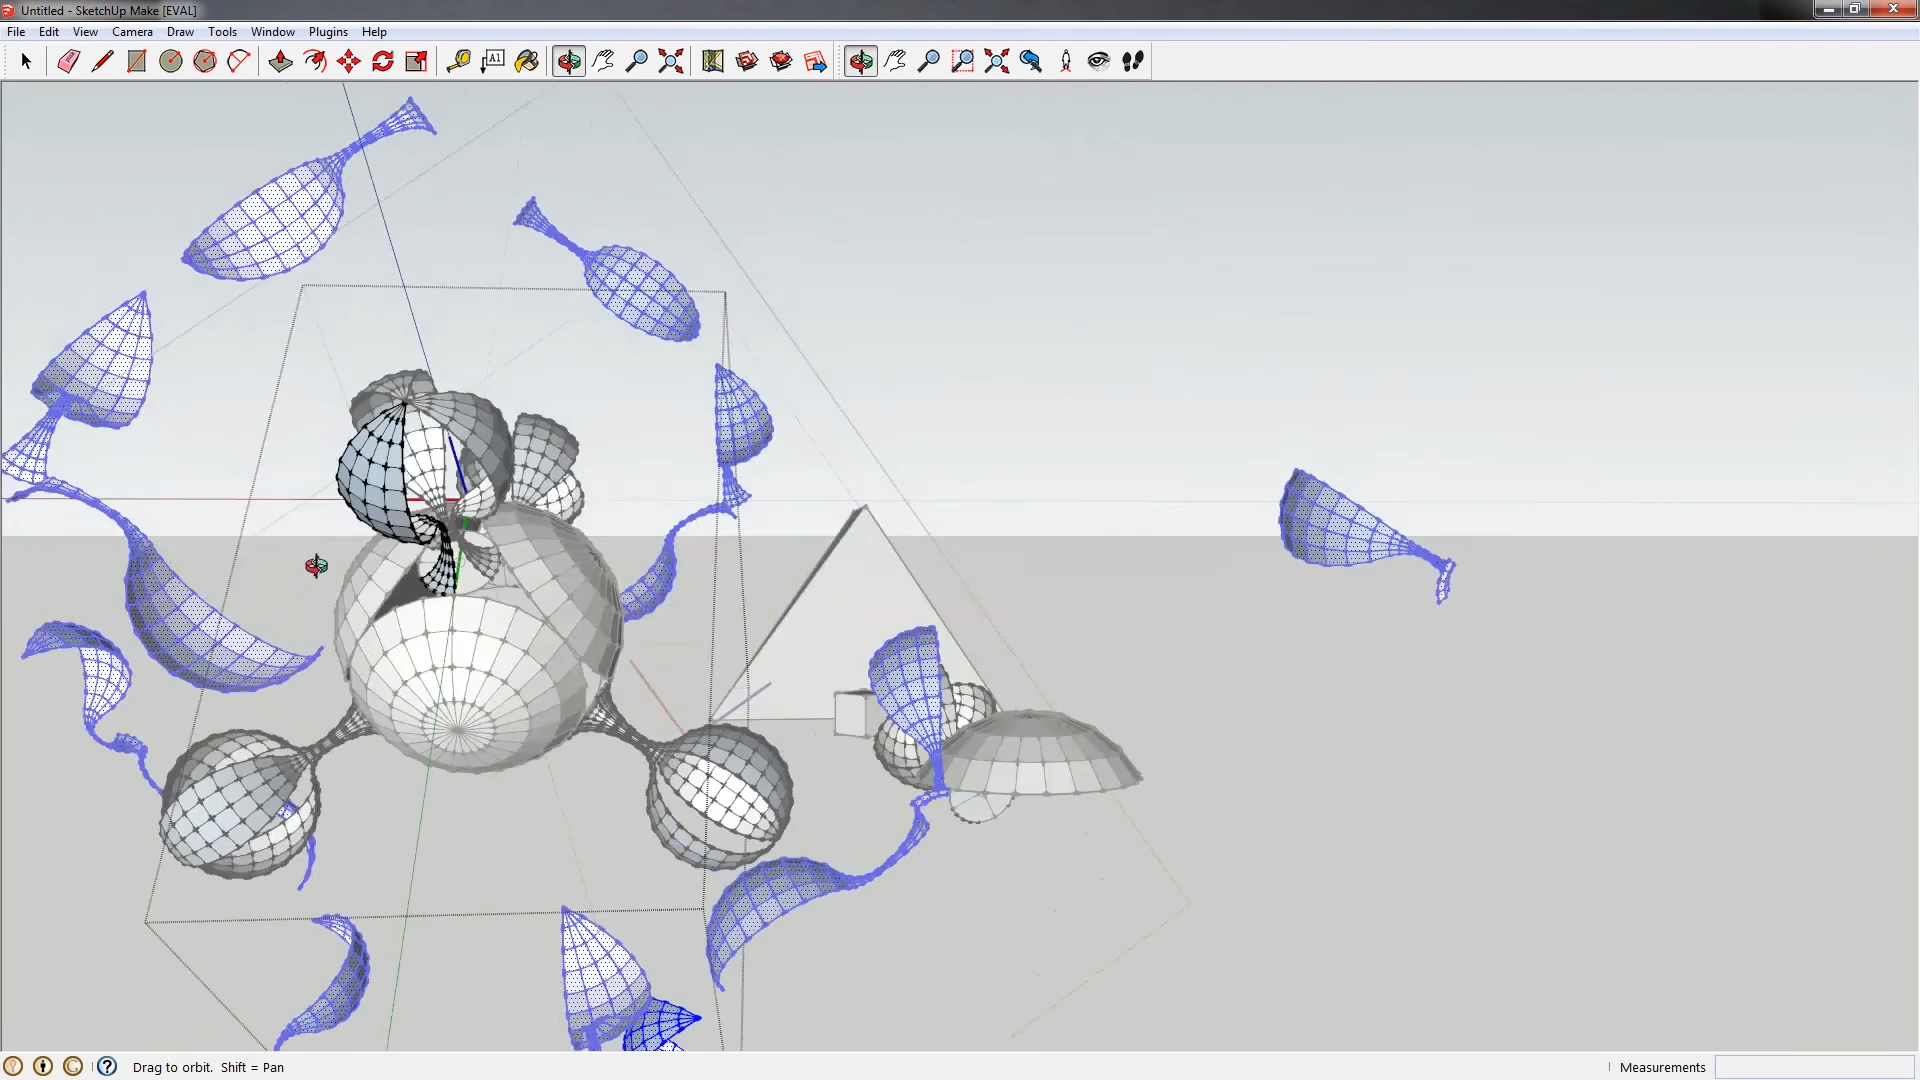 Untitled - SketchUp Make [EVAL]
File Edit View Camera Draw Tools Window Plugins Help
A1
Drag to orbit. Shift = Pan
Measurements